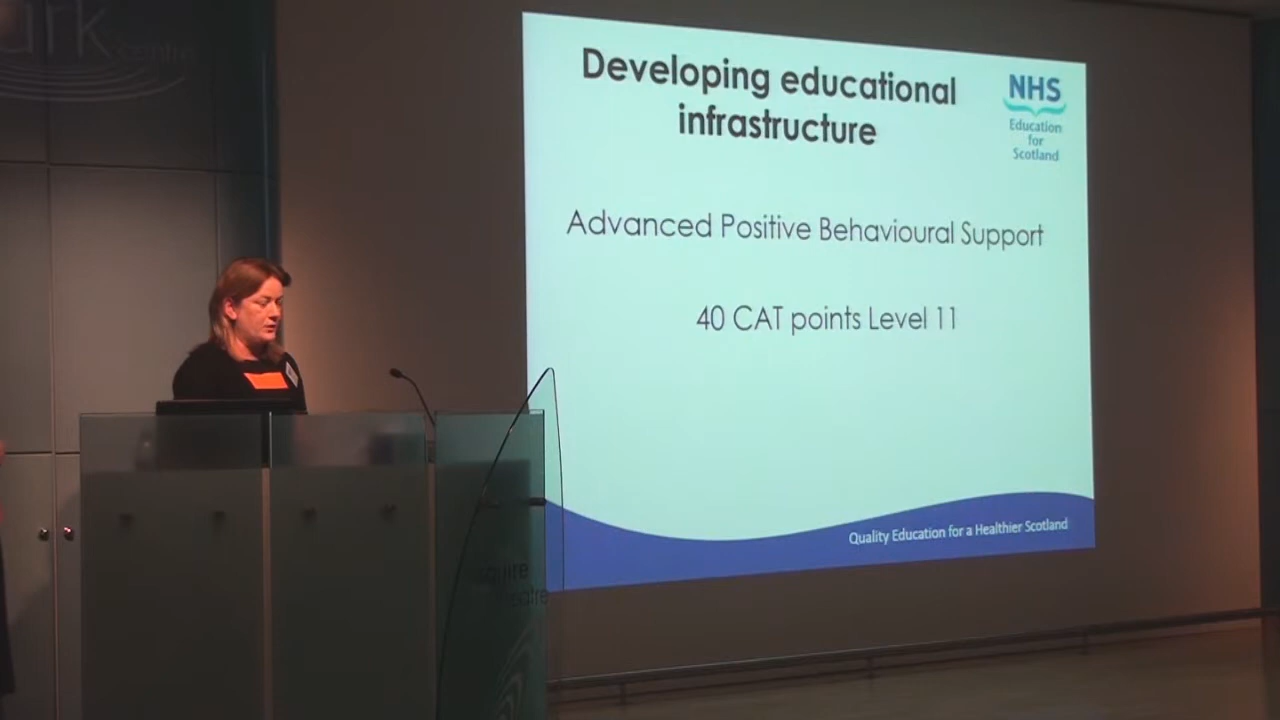 Developing educational
infrastructure
NHS
Education
for
Scotland
Advanced Positive Behavioural Support
40 CAT points Level 11
Quality Education for a Healthier Scotland